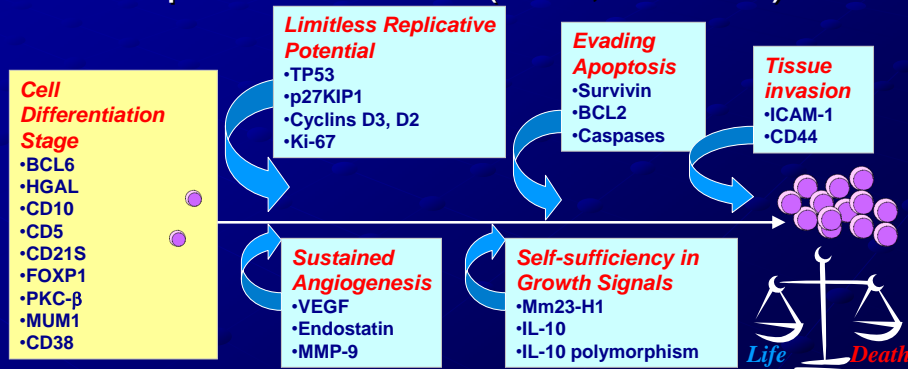 Limitless Replicative
Potential
•TP53
•p27KIP1
•Cyclins D3, D2
•Ki-67
Evading
Apoptosis
•Survivin
•BCL2
•Caspases
Tissue
invasion
•ICAM-1
•CD44
Cell
Differentiation
Stage
•BCL6
•HGAL
•CD10
•CD5
•CD21S
•FOXP1
•PKC-β
•MUM1
•CD38
Sustained
Angiogenesis
•VEGF
•Endostatin
•MMP-9
Self-sufficiency in
Growth Signals
•Mm23-H1
•IL-10
•IL-10 polymorphism
Life Death